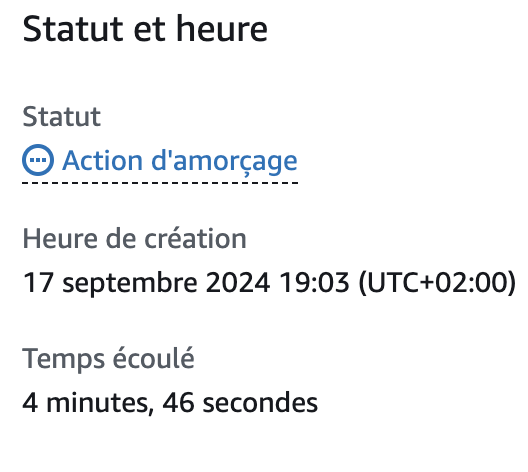 Statut et heure
Statut
Action d'amorçage
Heure de création
17 septembre 2024 19:03 (UTC+02:00)
Temps écoulé
4 minutes, 46 secondes